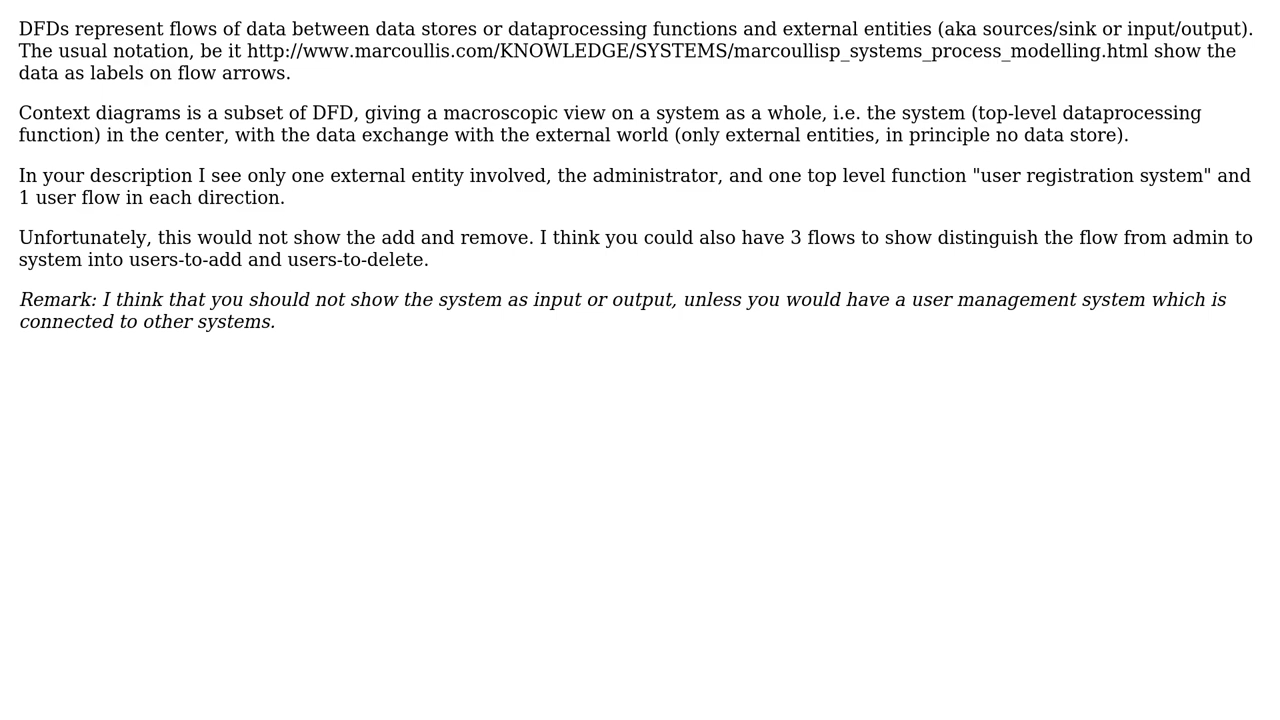 DFDs represent flows of data between data stores or dataprocessing functions and external entities (aka sources/sink or input/output).
The usual notation, be it http://www.marcoullis.com/KNOWLEDGE/SYSTEMS/marcoullisp_systems_process_modelling.html show the
data as labels on flow arrows.
Context diagrams is a subset of DFD, giving a macroscopic view on a system as a whole, i.e. the system (top-level dataprocessing
function) in the center, with the data exchange with the external world (only external entities, in principle no data store).
In your description I see only one external entity involved, the administrator, and one top level function "user registration system" and
1 user flow in each direction.
Unfortunately, this would not show the add and remove. I think you could also have 3 flows to show distinguish the flow from admin to
system into users-to-add and users-to-delete.
Remark: I think that you should not show the system as input or output, unless you would have a user management system which is
connected to other systems.